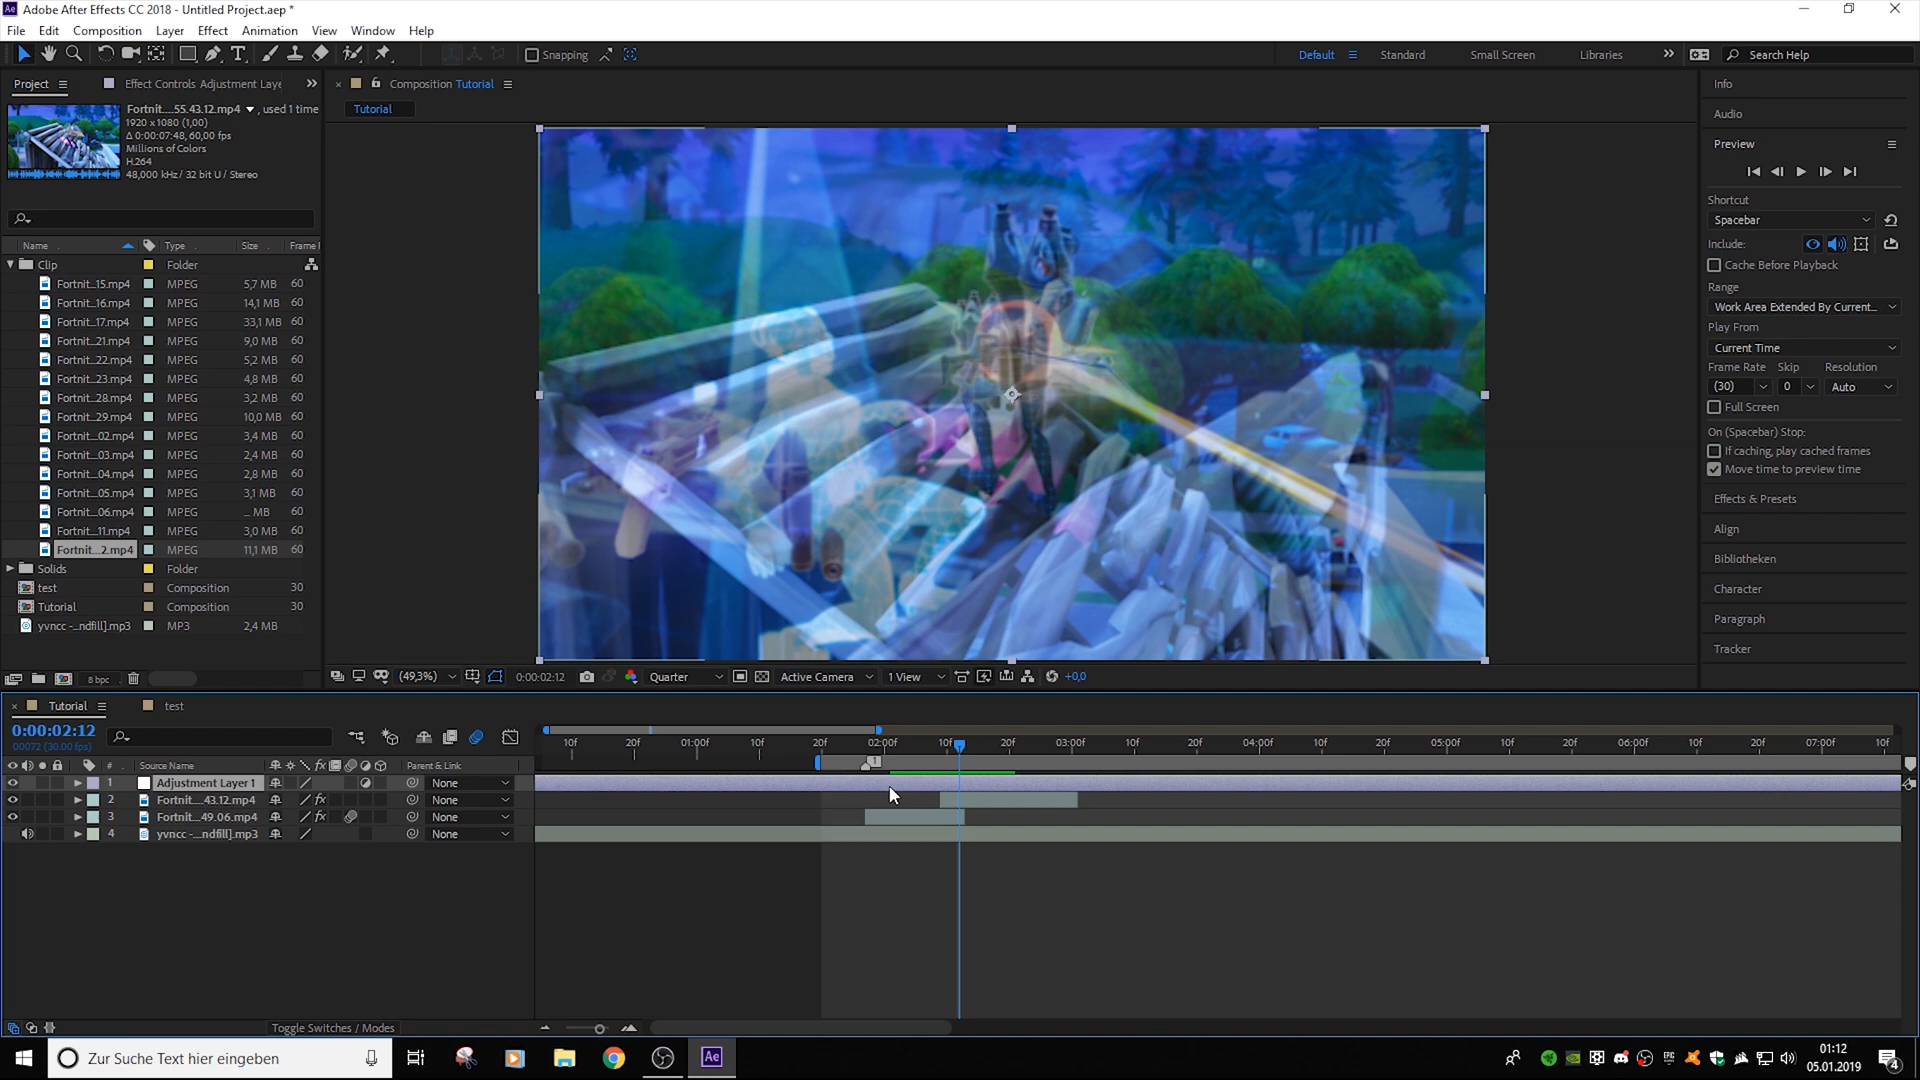 Adobe After Effects CC 2018 - Untitled Project.aep *
File Edit Composition Layer Effect Animation View Window Help
Snapping
Default Standard Small Screen Libraries Search Help
Project Effect Controls Adjustment Laye
Composition Tutorial
Info
Fortnit....55.43.12.mp4 , used 1 time
1920 x 1080 (1,00)
Δ 0:00:07:48, 60,00 fps
Millions of Colors
H.264
48,000 kHz / 32 bit U / Stereo
Tutorial
Audio
Preview
Shortcut
Spacebar
Include:
Cache Before Playback
Range
Work Area Extended By Current...
Play From
Current Time
Frame Rate Skip Resolution
(30) 0 Auto
Full Screen
On (Spacebar) Stop:
If caching, play cached frames
Move time to preview time
Effects & Presets
Align
Bibliotheken
Character
Paragraph
Tracker
Name Type Size Frame
Clip Folder
Fortnit...15.mp4 MPEG 5,7 MB 60
Fortnit...16.mp4 MPEG 14,1 MB 60
Fortnit...17.mp4 MPEG 33,1 MB 60
Fortnit...21.mp4 MPEG 9,0 MB 60
Fortnit...22.mp4 MPEG 5,2 MB 60
Fortnit...23.mp4 MPEG 4,8 MB 60
Fortnit...28.mp4 MPEG 3,2 MB 60
Fortnit...29.mp4 MPEG 10,0 MB 60
Fortnit....02.mp4 MPEG 3,4 MB 60
Fortnit....03.mp4 MPEG 2,4 MB 60
Fortnit....04.mp4 MPEG 2,8 MB 60
Fortnit....05.mp4 MPEG 3,1 MB 60
Fortnit....06.mp4 MPEG ... MB 60
Fortnit....11.mp4 MPEG 3,0 MB 60
Fortnit....2.mp4 MPEG 11,1 MB 60
Solids Folder
test Composition 30
Tutorial Composition 30
yvncc -...ndfill].mp3 MP3 2,4 MB
8 bpc
(49,3%) 0:00:02:12 Quarter Active Camera 1 View +0,0
Tutorial test
0:00:02:12
00072 (30.00 fps)
10f 20f 01:00f 10f 20f 02:00f 10f 20f 03:00f 10f 20f 04:00f 10f 20f 05:00f 10f 20f 06:00f 10f 20f 07:00f 10f
# Source Name fx Parent & Link
1
1 Adjustment Layer 1 None
2 Fortnit....43.12.mp4 fx None
3 Fortnit....49.06.mp4 fx None
4 yvncc -...ndfill].mp3 None
Toggle Switches / Modes
Zur Suche Text hier eingeben
Ae
EPIC
01:12
05.01.2019
4